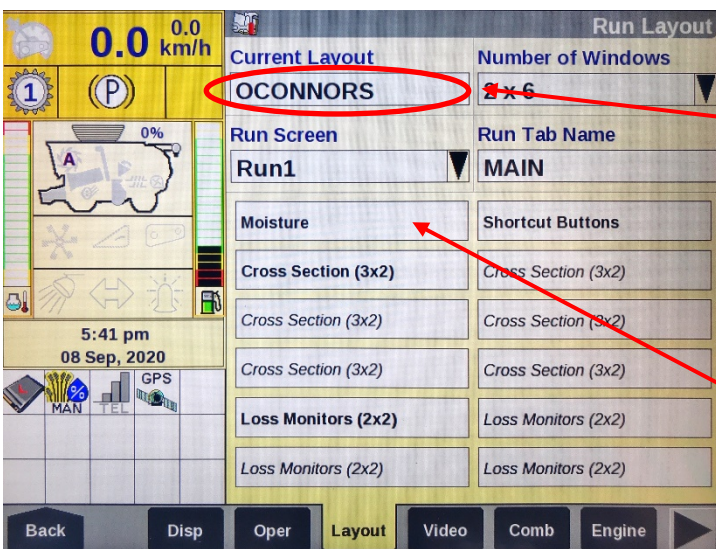 0.0
0.0
km/h
1
(P)
0%
A
5:41 pm
08 Sep, 2020
L
%
MAN
TEL
GPS
Run Layout
Current Layout
Number of Windows
OCONNORS
2 x 6
Run Screen
Run Tab Name
Run1
MAIN
Moisture
Shortcut Buttons
Cross Section (3x2)
Cross Section (3x2)
Cross Section (3x2)
Cross Section (3x2)
Cross Section (3x2)
Cross Section (3x2)
Loss Monitors (2x2)
Loss Monitors (2x2)
Loss Monitors (2x2)
Loss Monitors (2x2)
Back
Disp
Oper
Layout
Video
Comb
Engine